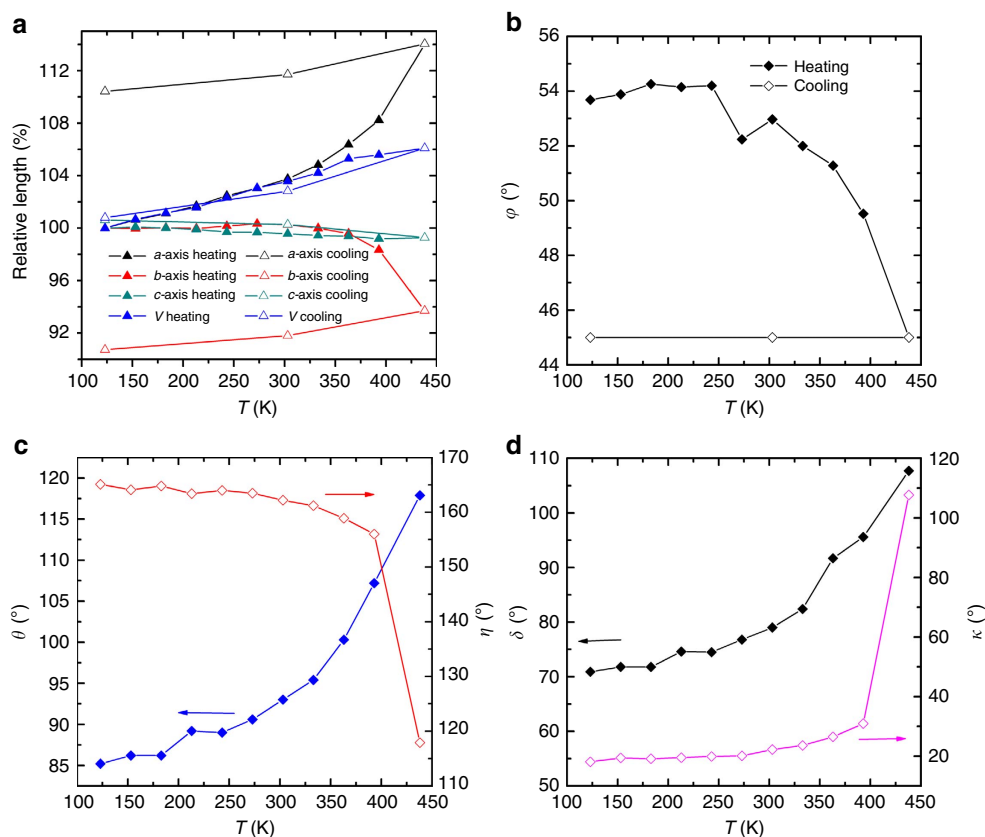 a
Relative length (%)
112
108
104
100
96
92
a-axis heating
a-axis cooling
b-axis heating
b-axis cooling
c-axis heating
c-axis cooling
V heating
V cooling
100 150 200 250 300 350 400 450
T (K)
b
φ (°)
56
54
52
50
48
46
44
Heating
Cooling
100 150 200 250 300 350 400 450
T (K)
c
θ (°)
120
115
110
105
100
95
90
85
170
160
150
140
130
120
110
η (°)
100 150 200 250 300 350 400 450
T (K)
d
δ (°)
110
100
90
80
70
60
50
120
100
80
60
40
20
κ (°)
100 150 200 250 300 350 400 450
T (K)